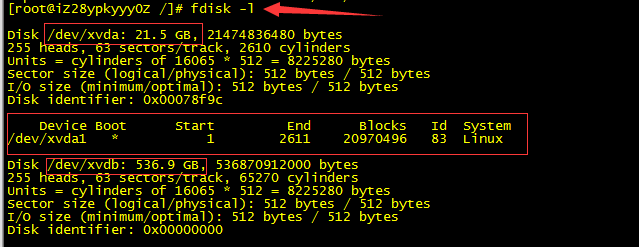 [root@iz28ypkyyy0z /]# fdisk -l
Disk /dev/xvda: 21.5 GB, 21474836480 bytes
255 heads, 63 sectors/track, 2610 cylinders
Units = cylinders of 16065 * 512 = 8225280 bytes
Sector size (logical/physical): 512 bytes / 512 bytes
I/O size (minimum/optimal): 512 bytes / 512 bytes
Disk identifier: 0x00078f9c
Device Boot Start End Blocks Id System
/dev/xvda1 * 1 2611 20970496 83 Linux
Disk /dev/xvdb: 536.9 GB, 536870912000 bytes
255 heads, 63 sectors/track, 65270 cylinders
Units = cylinders of 16065 * 512 = 8225280 bytes
Sector size (logical/physical): 512 bytes / 512 bytes
I/O size (minimum/optimal): 512 bytes / 512 bytes
Disk identifier: 0x00000000